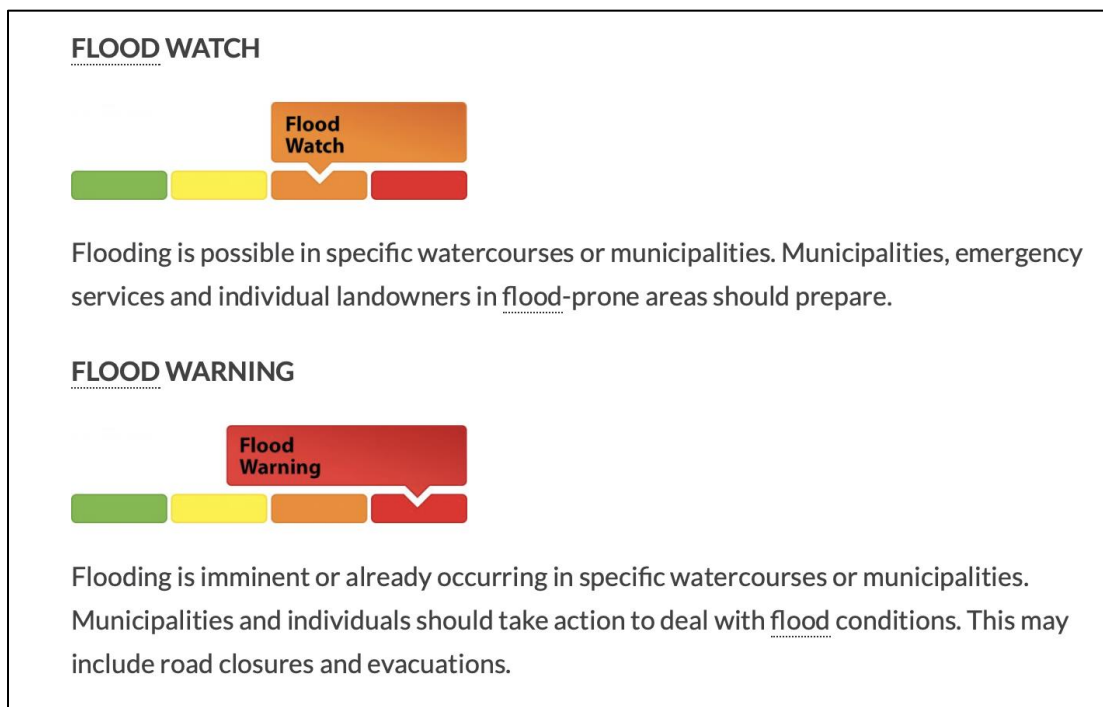 FLOOD WATCH
Flood
Watch
Flooding is possible in specific watercourses or municipalities. Municipalities, emergency
services and individual landowners in flood-prone areas should prepare.
FLOOD WARNING
Flood
Warning
Flooding is imminent or already occurring in specific watercourses or municipalities.
Municipalities and individuals should take action to deal with flood conditions. This may
include road closures and evacuations.